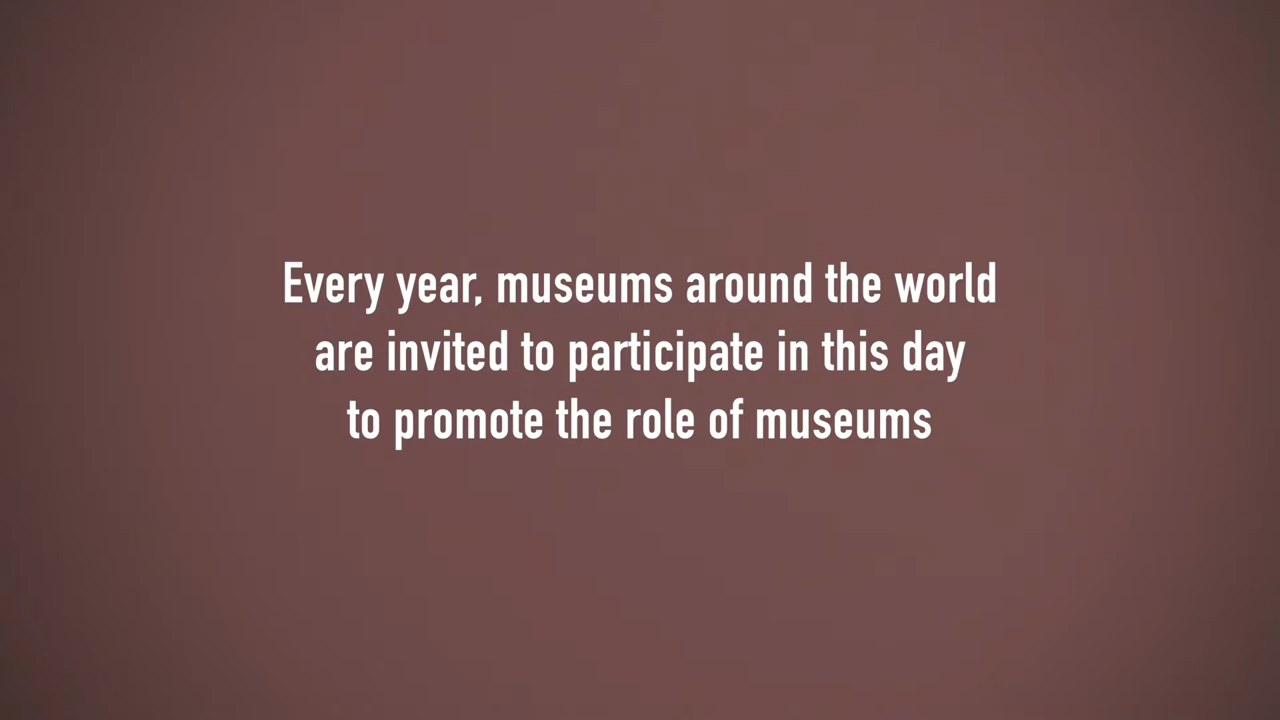 Every year, museums around the world
are invited to participate in this day
to promote the role of museums